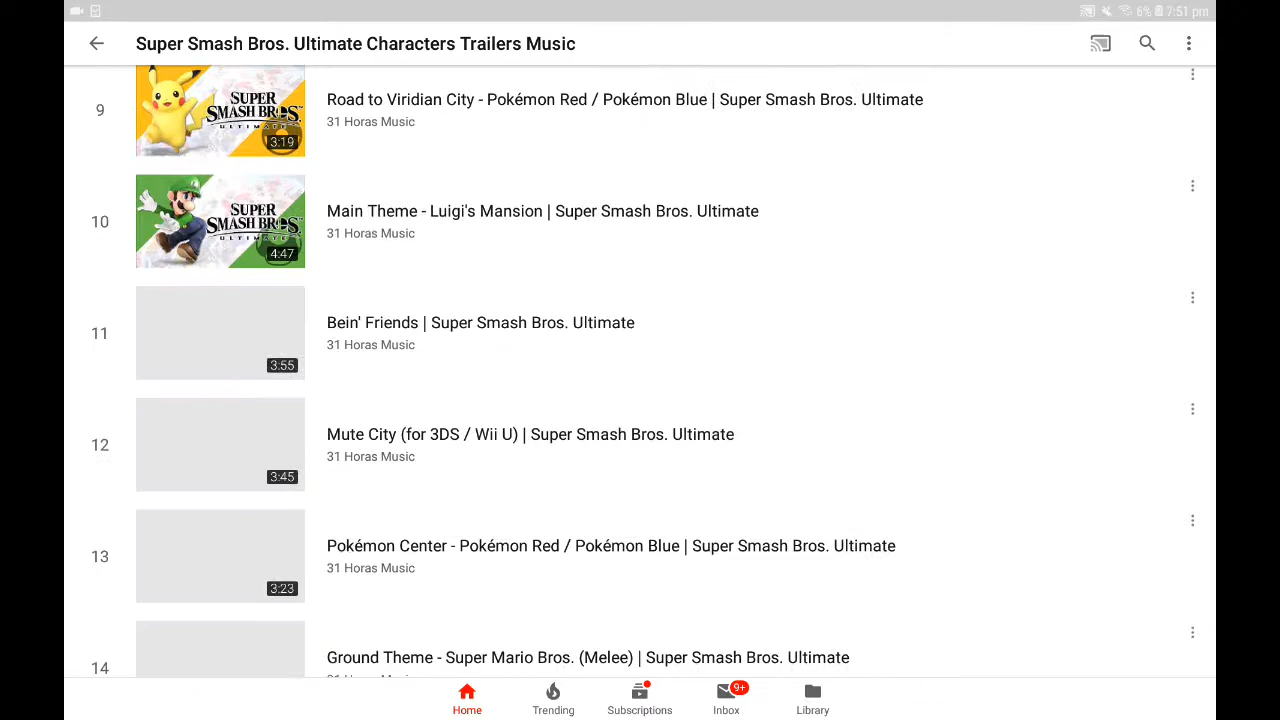 6% 7:51 pm
Super Smash Bros. Ultimate Characters Trailers Music
9
SUPER
SMASH BROS.
ULTIMATE
3:19
Road to Viridian City - Pokémon Red / Pokémon Blue | Super Smash Bros. Ultimate
31 Horas Music
10
SUPER
SMASH BROS.
ULTIMATE
4:47
Main Theme - Luigi's Mansion | Super Smash Bros. Ultimate
31 Horas Music
11
3:55
Bein' Friends | Super Smash Bros. Ultimate
31 Horas Music
12
3:45
Mute City (for 3DS / Wii U) | Super Smash Bros. Ultimate
31 Horas Music
13
3:23
Pokémon Center - Pokémon Red / Pokémon Blue | Super Smash Bros. Ultimate
31 Horas Music
14
Ground Theme - Super Mario Bros. (Melee) | Super Smash Bros. Ultimate
9+
Home Trending Subscriptions Inbox Library